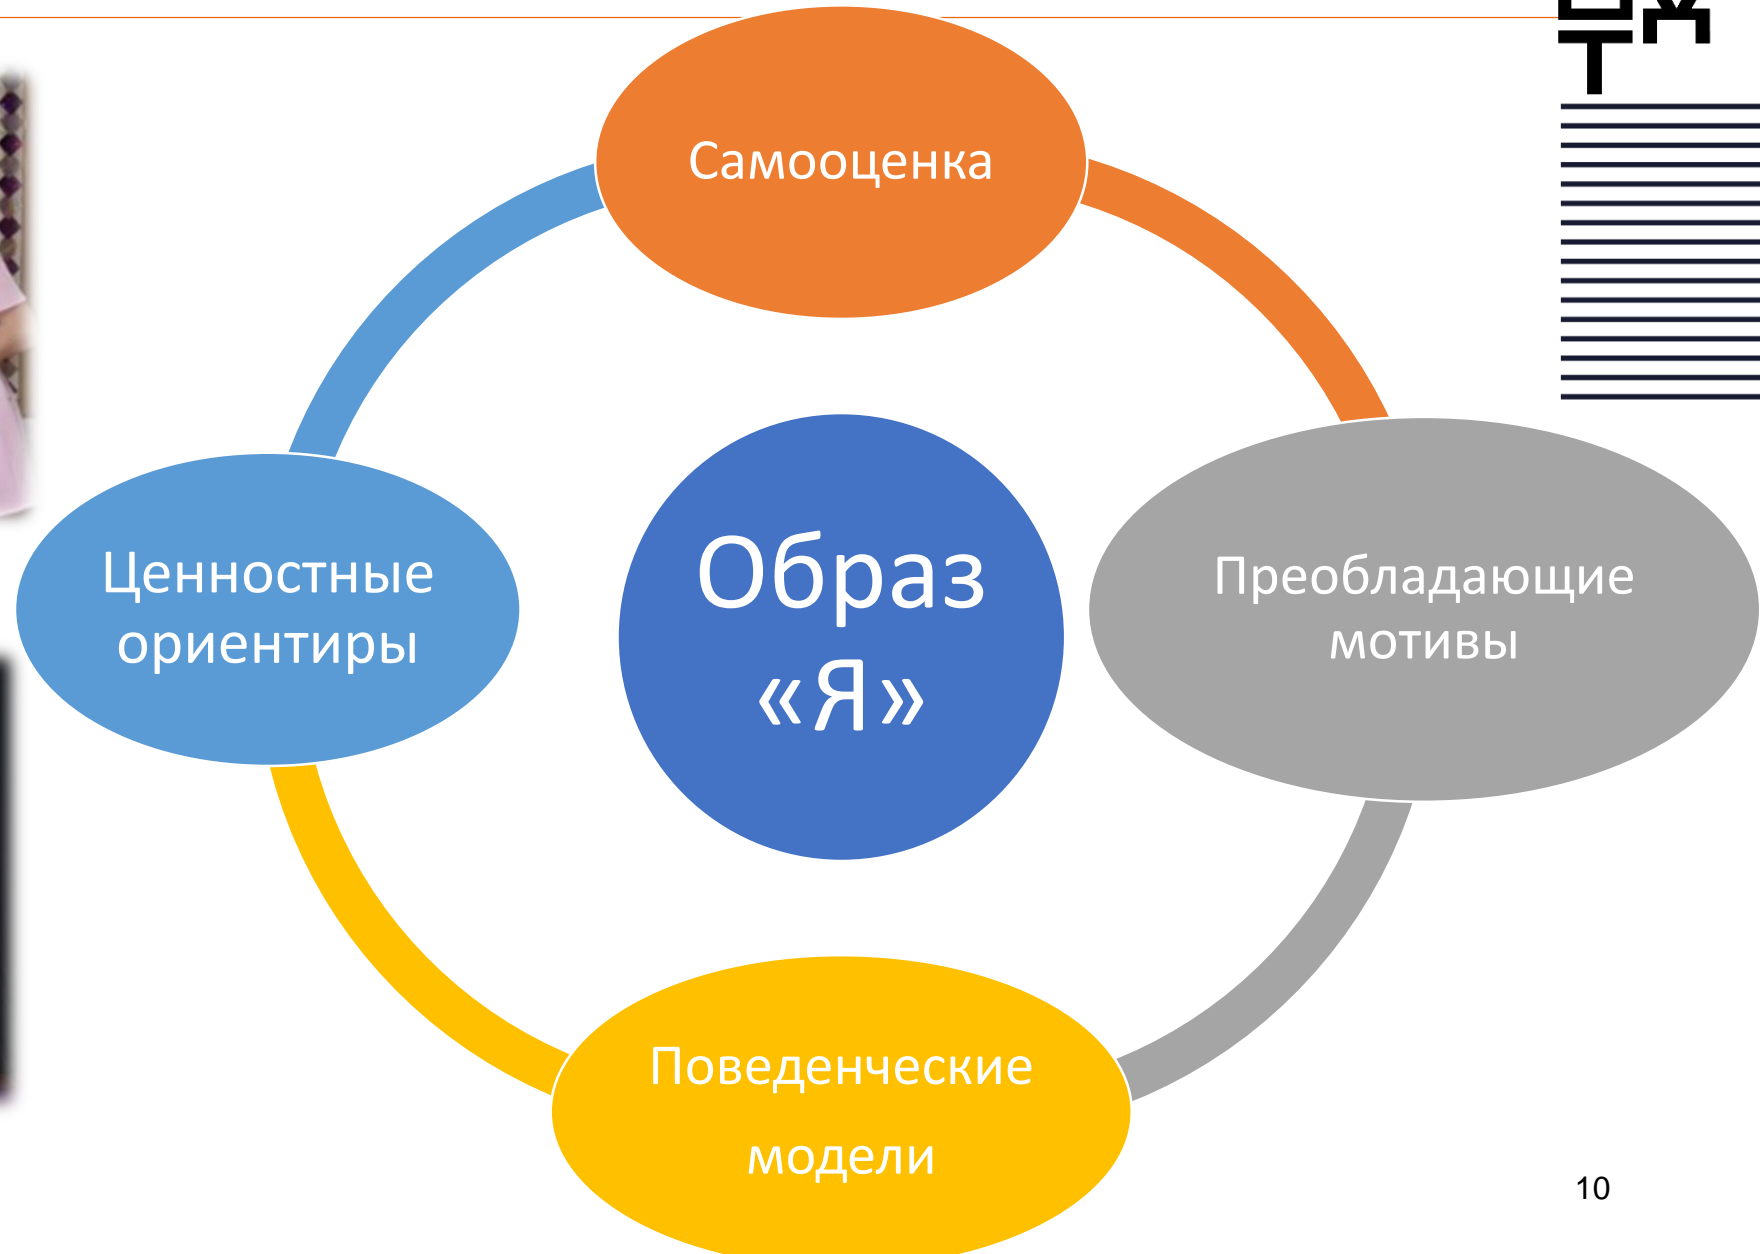 Самооценка
Ценностные
ориентиры
Образ
«Я»
Преобладающие
мотивы
Поведенческие
модели
10